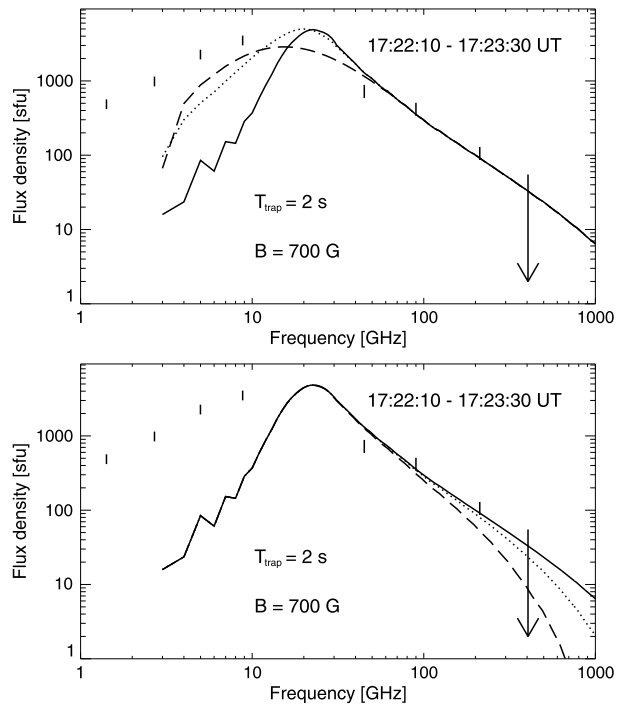 17:22:10 - 17:23:30 UT
1000
100
10
1
Flux density [sfu]
T trap = 2 s
B = 700 G
1 10 100 1000
Frequency [GHz]
17:22:10 - 17:23:30 UT
1000
100
10
1
Flux density [sfu]
T trap = 2 s
B = 700 G
1 10 100 1000
Frequency [GHz]